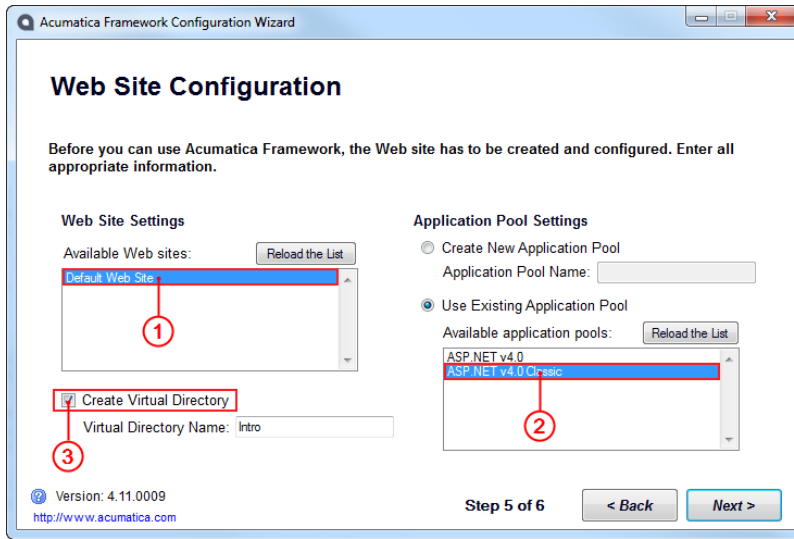 Acumatica Framework Configuration Wizard
Web Site Configuration
Before you can use Acumatica Framework, the Web site has to be created and configured. Enter all
appropriate information.
Web Site Settings
Available Web sites:
Reload the List
Default Web Site
1
Create Virtual Directory
Virtual Directory Name: Intro
3
Application Pool Settings
Create New Application Pool
Application Pool Name:
Use Existing Application Pool
Available application pools:
Reload the List
ASP.NET v4.0
ASP.NET v4.0 Classic
2
Version: 4.11.0009
http://www.acumatica.com
Step 5 of 6
< Back
Next >